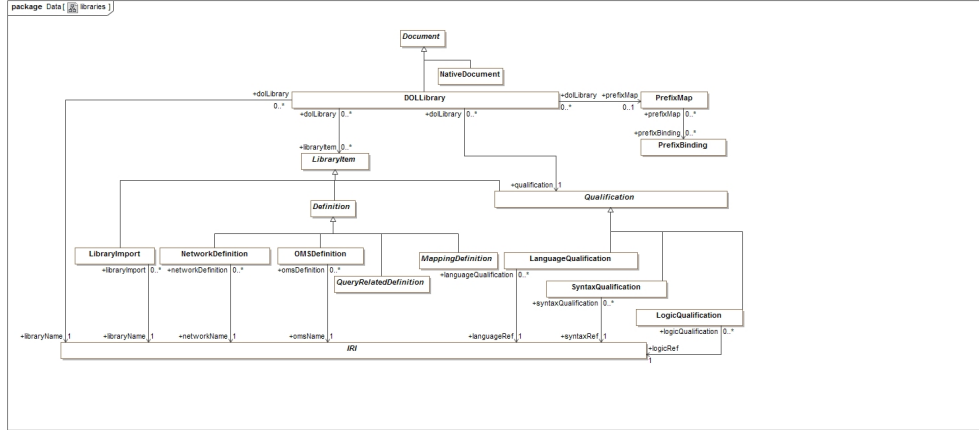 package Data [ libraries ]
Document
NativeDocument
+dolLibrary
0..*
DOLLibrary
+dolLibrary +prefixMap
0..* 0..1
PrefixMap
+dolLibrary 0..*
+dolLibrary 0..*
+prefixMap 0..*
+prefixBinding 0..*
PrefixBinding
+libraryItem 0..*
LibraryItem
+qualification 1
Qualification
Definition
LibraryImport
NetworkDefinition
OMSDefinition
MappingDefinition
LanguageQualification
+libraryImport 0..*
+networkDefinition 0..*
+omsDefinition 0..*
+languageQualification 0..*
QueryRelatedDefinition
SyntaxQualification
+syntaxQualification 0..*
LogicQualification
+logicQualification 0..*
+libraryName 1
+libraryName 1
+networkName 1
+omsName 1
+languageRef 1
+syntaxRef 1
IRI
+logicRef
1